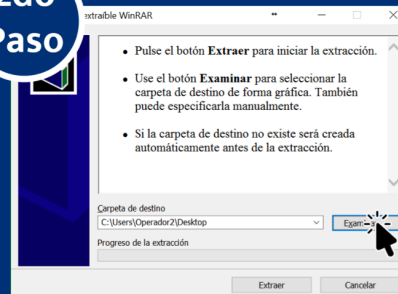 2do
Paso
extraíble WinRAR
• Pulse el botón Extraer para iniciar la extracción.
• Use el botón Examinar para seleccionar la
carpeta de destino de forma gráfica. También
puede especificarla manualmente.
• Si la carpeta de destino no existe será creada
automáticamente antes de la extracción.
Carpeta de destino
C:\Users\Operador2\Desktop
Progreso de la extracción
Extraer
Cancelar